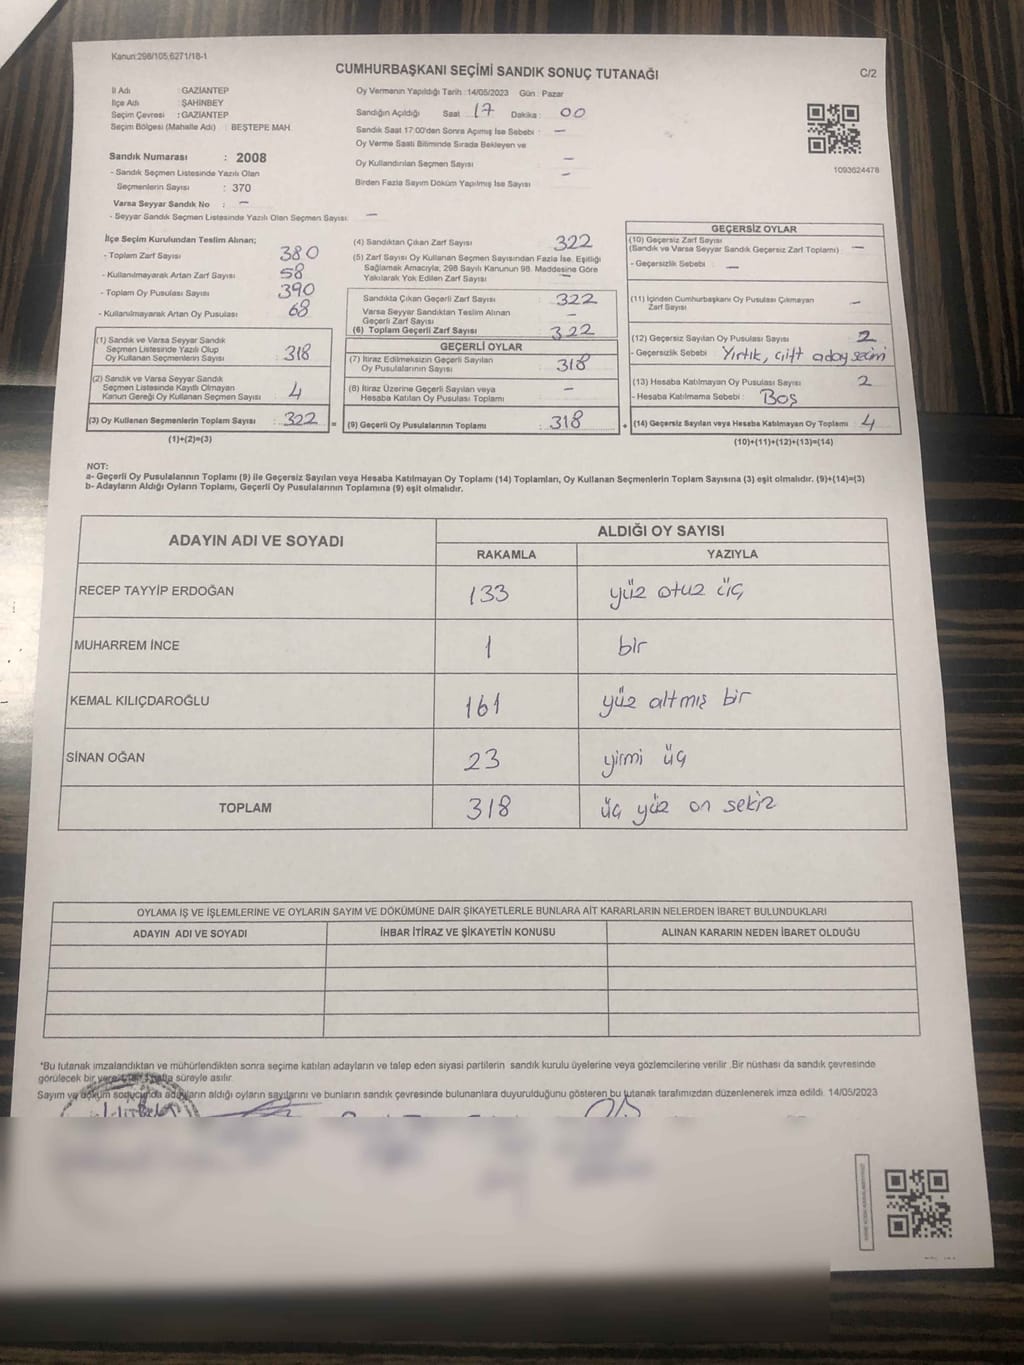 Kanun:298/105;6271/18-1
CUMHURBAŞKANI SEÇİMİ SANDIK SONUÇ TUTANAĞI
C/2
İl Adı : GAZİANTEP
İlçe Adı : ŞAHİNBEY
Seçim Çevresi : GAZİANTEP
Seçim Bölgesi (Mahalle Adı) : BEŞTEPE MAH.
Sandık Numarası : 2008
- Sandık Seçmen Listesinde Yazılı Olan
Seçmenlerin Sayısı : 370
Varsa Seyyar Sandık No : —
- Seyyar Sandık Seçmen Listesinde Yazılı Olan Seçmen Sayısı: —
Oy Vermenin Yapıldığı Tarih :14/05/2023 Gün : Pazar
Sandığın Açıldığı Saat : 17 Dakika : 00
Sandık Saat 17:00'den Sonra Açılmış İse Sebebi : —
Oy Verme Saati Bitiminde Sırada Bekleyen ve
Oy Kullandırılan Seçmen Sayısı —
Birden Fazla Sayım Döküm Yapılmış İse Sayısı —
1093624478
İlçe Seçim Kurulundan Teslim Alınan;
- Toplam Zarf Sayısı : 380
- Kullanılmayarak Artan Zarf Sayısı : 58
- Toplam Oy Pusulası Sayısı : 390
- Kullanılmayarak Artan Oy Pusulası : 68
(1) Sandık ve Varsa Seyyar Sandık
Seçmen Listesinde Yazılı Olup
Oy Kullanan Seçmenlerin Sayısı : 318
(2) Sandık ve Varsa Seyyar Sandık
Seçmen Listesinde Kayıtlı Olmayan
Kanun Gereği Oy Kullanan Seçmen Sayısı : 4
(3) Oy Kullanan Seçmenlerin Toplam Sayısı : 322
(1)+(2)=(3)
(4) Sandıktan Çıkan Zarf Sayısı : 322
(5) Zarf Sayısı Oy Kullanan Seçmen Sayısından Fazla İse, Eşitliği
Sağlamak Amacıyla; 298 Sayılı Kanunun 98. Maddesine Göre
Yakılarak Yok Edilen Zarf Sayısı : —
Sandıkta Çıkan Geçerli Zarf Sayısı : 322
Varsa Seyyar Sandıktan Teslim Alınan
Geçerli Zarf Sayısı : —
(6) Toplam Geçerli Zarf Sayısı : 322
GEÇERLİ OYLAR
(7) İtiraz Edilmeksizin Geçerli Sayılan
Oy Pusulasının Sayısı : 318
(8) İtiraz Üzerine Geçerli Sayılan veya
Hesaba Katılan Oy Pusulası Toplamı : —
= (9) Geçerli Oy Pusulalarının Toplamı : 318
GEÇERSİZ OYLAR
(10) Geçersiz Zarf Sayısı
(Sandık ve Varsa Seyyar Sandık Geçersiz Zarf Toplamı) : —
- Geçersizlik Sebebi : —
(11) İçinden Cumhurbaşkanı Oy Pusulası Çıkmayan
Zarf Sayısı : —
(12) Geçersiz Sayılan Oy Pusulası Sayısı : 2
- Geçersizlik Sebebi : Yırtık, çift aday seçimi
(13) Hesaba Katılmayan Oy Pusulası Sayısı : 2
- Hesaba Katılmama Sebebi : Boş
+ (14) Geçersiz Sayılan veya Hesaba Katılmayan Oy Toplamı : 4
(10)+(11)+(12)+(13)=(14)
NOT:
a- Geçerli Oy Pusulalarının Toplamı (9) ile Geçersiz Sayılan veya Hesaba Katılmayan Oy Toplamı (14) Toplamları, Oy Kullanan Seçmenlerin Toplam Sayısına (3) eşit olmalıdır. (9)+(14)=(3)
b- Adayların Aldığı Oyların Toplamı, Geçerli Oy Pusulalarının Toplamına (9) eşit olmalıdır.
ADAYIN ADI VE SOYADI
ALDIĞI OY SAYISI
RAKAMLA YAZIYLA
RECEP TAYYİP ERDOĞAN 133 yüz otuz üç
MUHARREM İNCE 1 bir
KEMAL KILIÇDAROĞLU 161 yüz altmış bir
SİNAN OĞAN 23 yirmi üç
TOPLAM 318 üç yüz on sekiz
OYLAMA İŞ VE İŞLEMLERİNE VE OYLARIN SAYIM VE DÖKÜMÜNE DAİR ŞİKAYETLERLE BUNLARA AİT KARARLARIN NELERDEN İBARET BULUNDUKLARI
ADAYIN ADI VE SOYADI İHBAR İTİRAZ VE ŞİKAYETİN KONUSU ALINAN KARARIN NEDEN İBARET OLDUĞU
*Bu tutanak imzalandıktan ve mühürlendikten sonra seçime katılan adayların ve talep eden siyasi partilerin sandık kurulu üyelerine veya gözlemcilerine verilir .Bir nüshası da sandık çevresinde
görülecek bir yere hafta süreyle asılır.
Sayım ve döküm sonucunda adayların aldığı oyların sayılarını ve bunların sandık çevresinde bulunanlara duyurulduğunu gösteren bu tutanak tarafımızdan düzenlenerek imza edildi. 14/05/2023